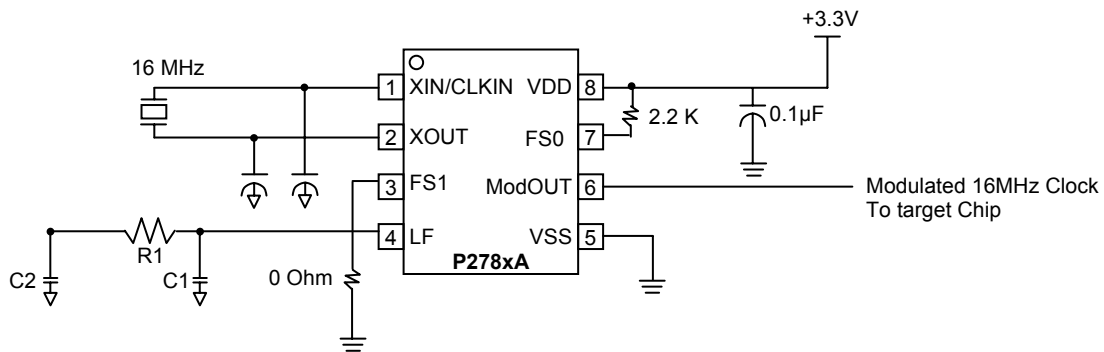 +3.3V
16 MHz
1 XIN/CLKIN VDD 8
2.2 K
0.1µF
2 XOUT FS0 7
3 FS1 ModOUT 6
Modulated 16MHz Clock
To target Chip
4 LF VSS 5
R1
P278xA
C2
C1
0 Ohm